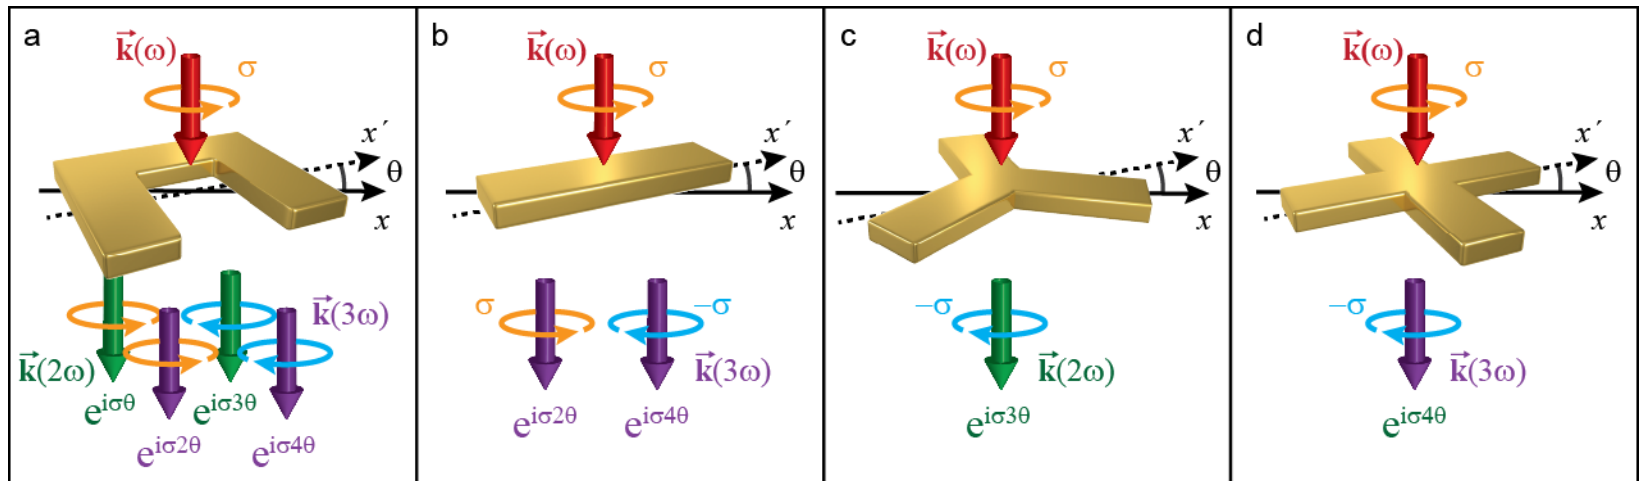 a
k⃗(ω)
σ
x′
θ
x
k⃗(3ω)
k⃗(2ω)
e^{iσθ} e^{iσ3θ}
e^{iσ2θ} e^{iσ4θ}
b
k⃗(ω)
σ
x′
θ
x
σ −σ
k⃗(3ω)
e^{iσ2θ} e^{iσ4θ}
c
k⃗(ω)
σ
x′
θ
x
−σ
k⃗(2ω)
e^{iσ3θ}
d
k⃗(ω)
σ
x′
θ
x
−σ
k⃗(3ω)
e^{iσ4θ}